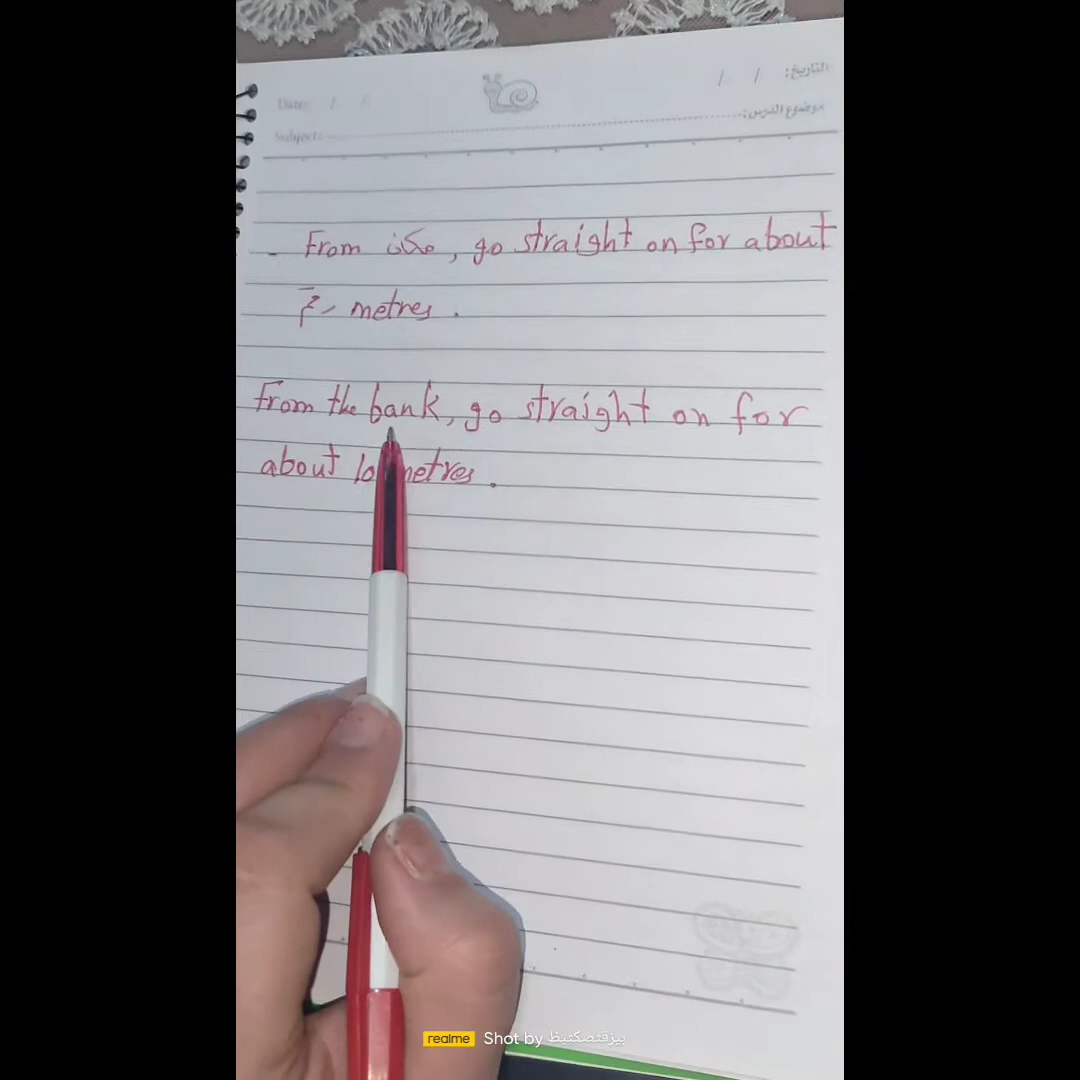 Date: / /
التاريخ: / /
Subject:
موضوع الدرس:
- From مكان, go straight on for about
م- metres.
From the bank, go straight on for
about 10 metres.
realme Shot by بيزقثصكثيظ